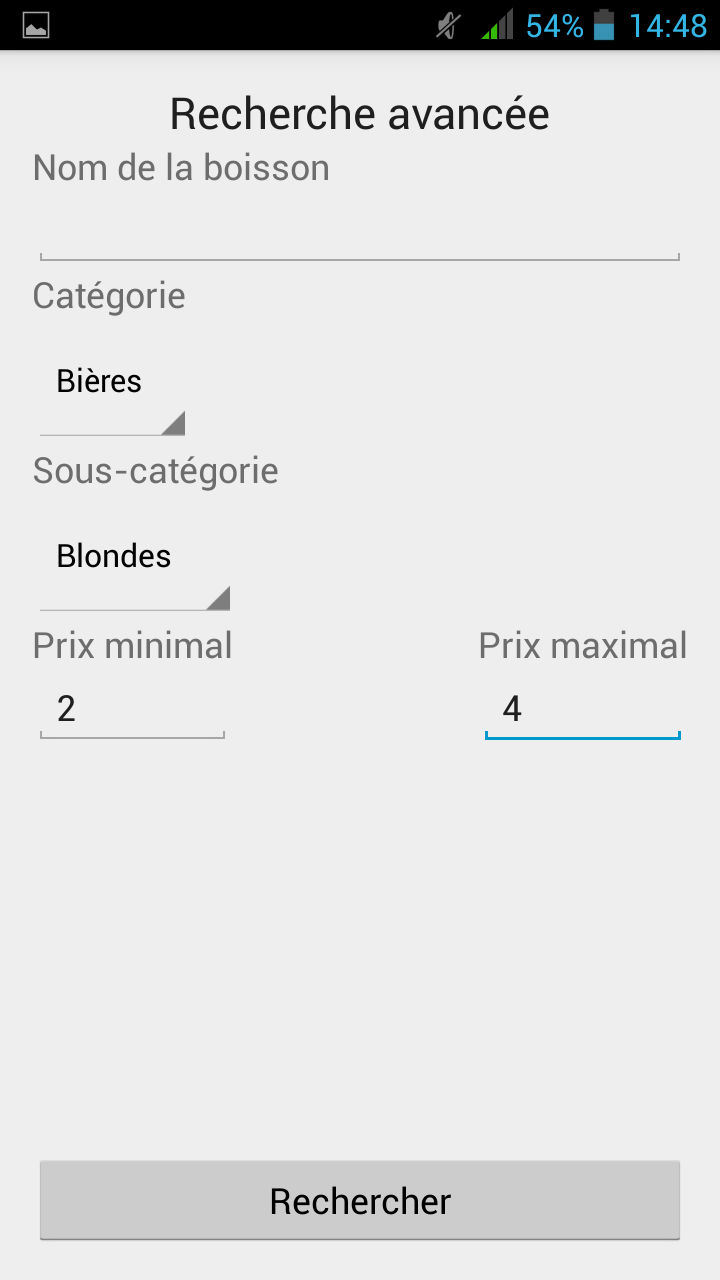 54% 14:48
Recherche avancée
Nom de la boisson
Catégorie
Bières
Sous-catégorie
Blondes
Prix minimal Prix maximal
2 4
Rechercher